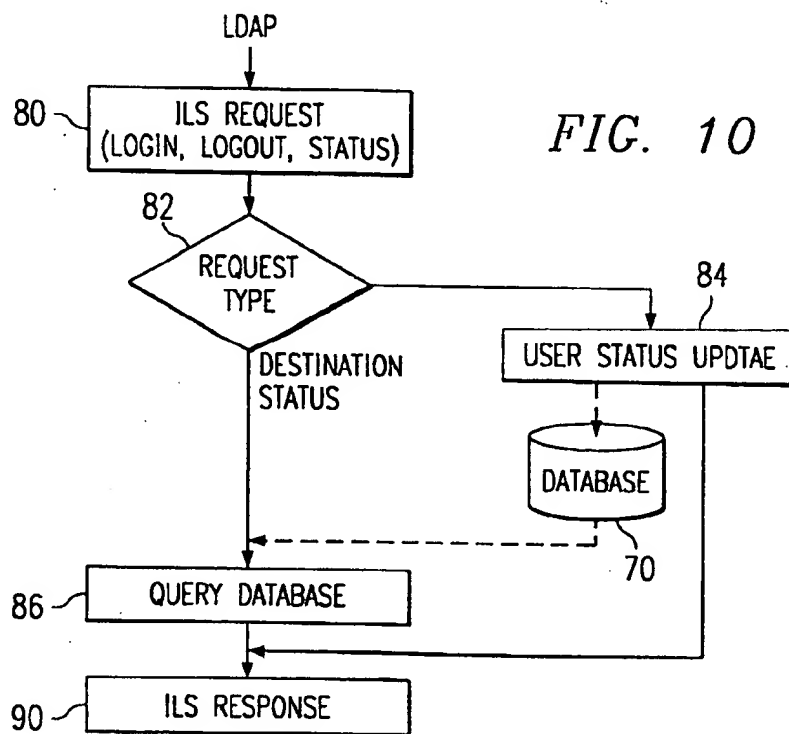 LDAP
80
ILS REQUEST
(LOGIN, LOGOUT, STATUS)
FIG. 10
82
REQUEST
TYPE
84
USER STATUS UPDTAE
DESTINATION
STATUS
DATABASE
70
86
QUERY DATABASE
90
ILS RESPONSE